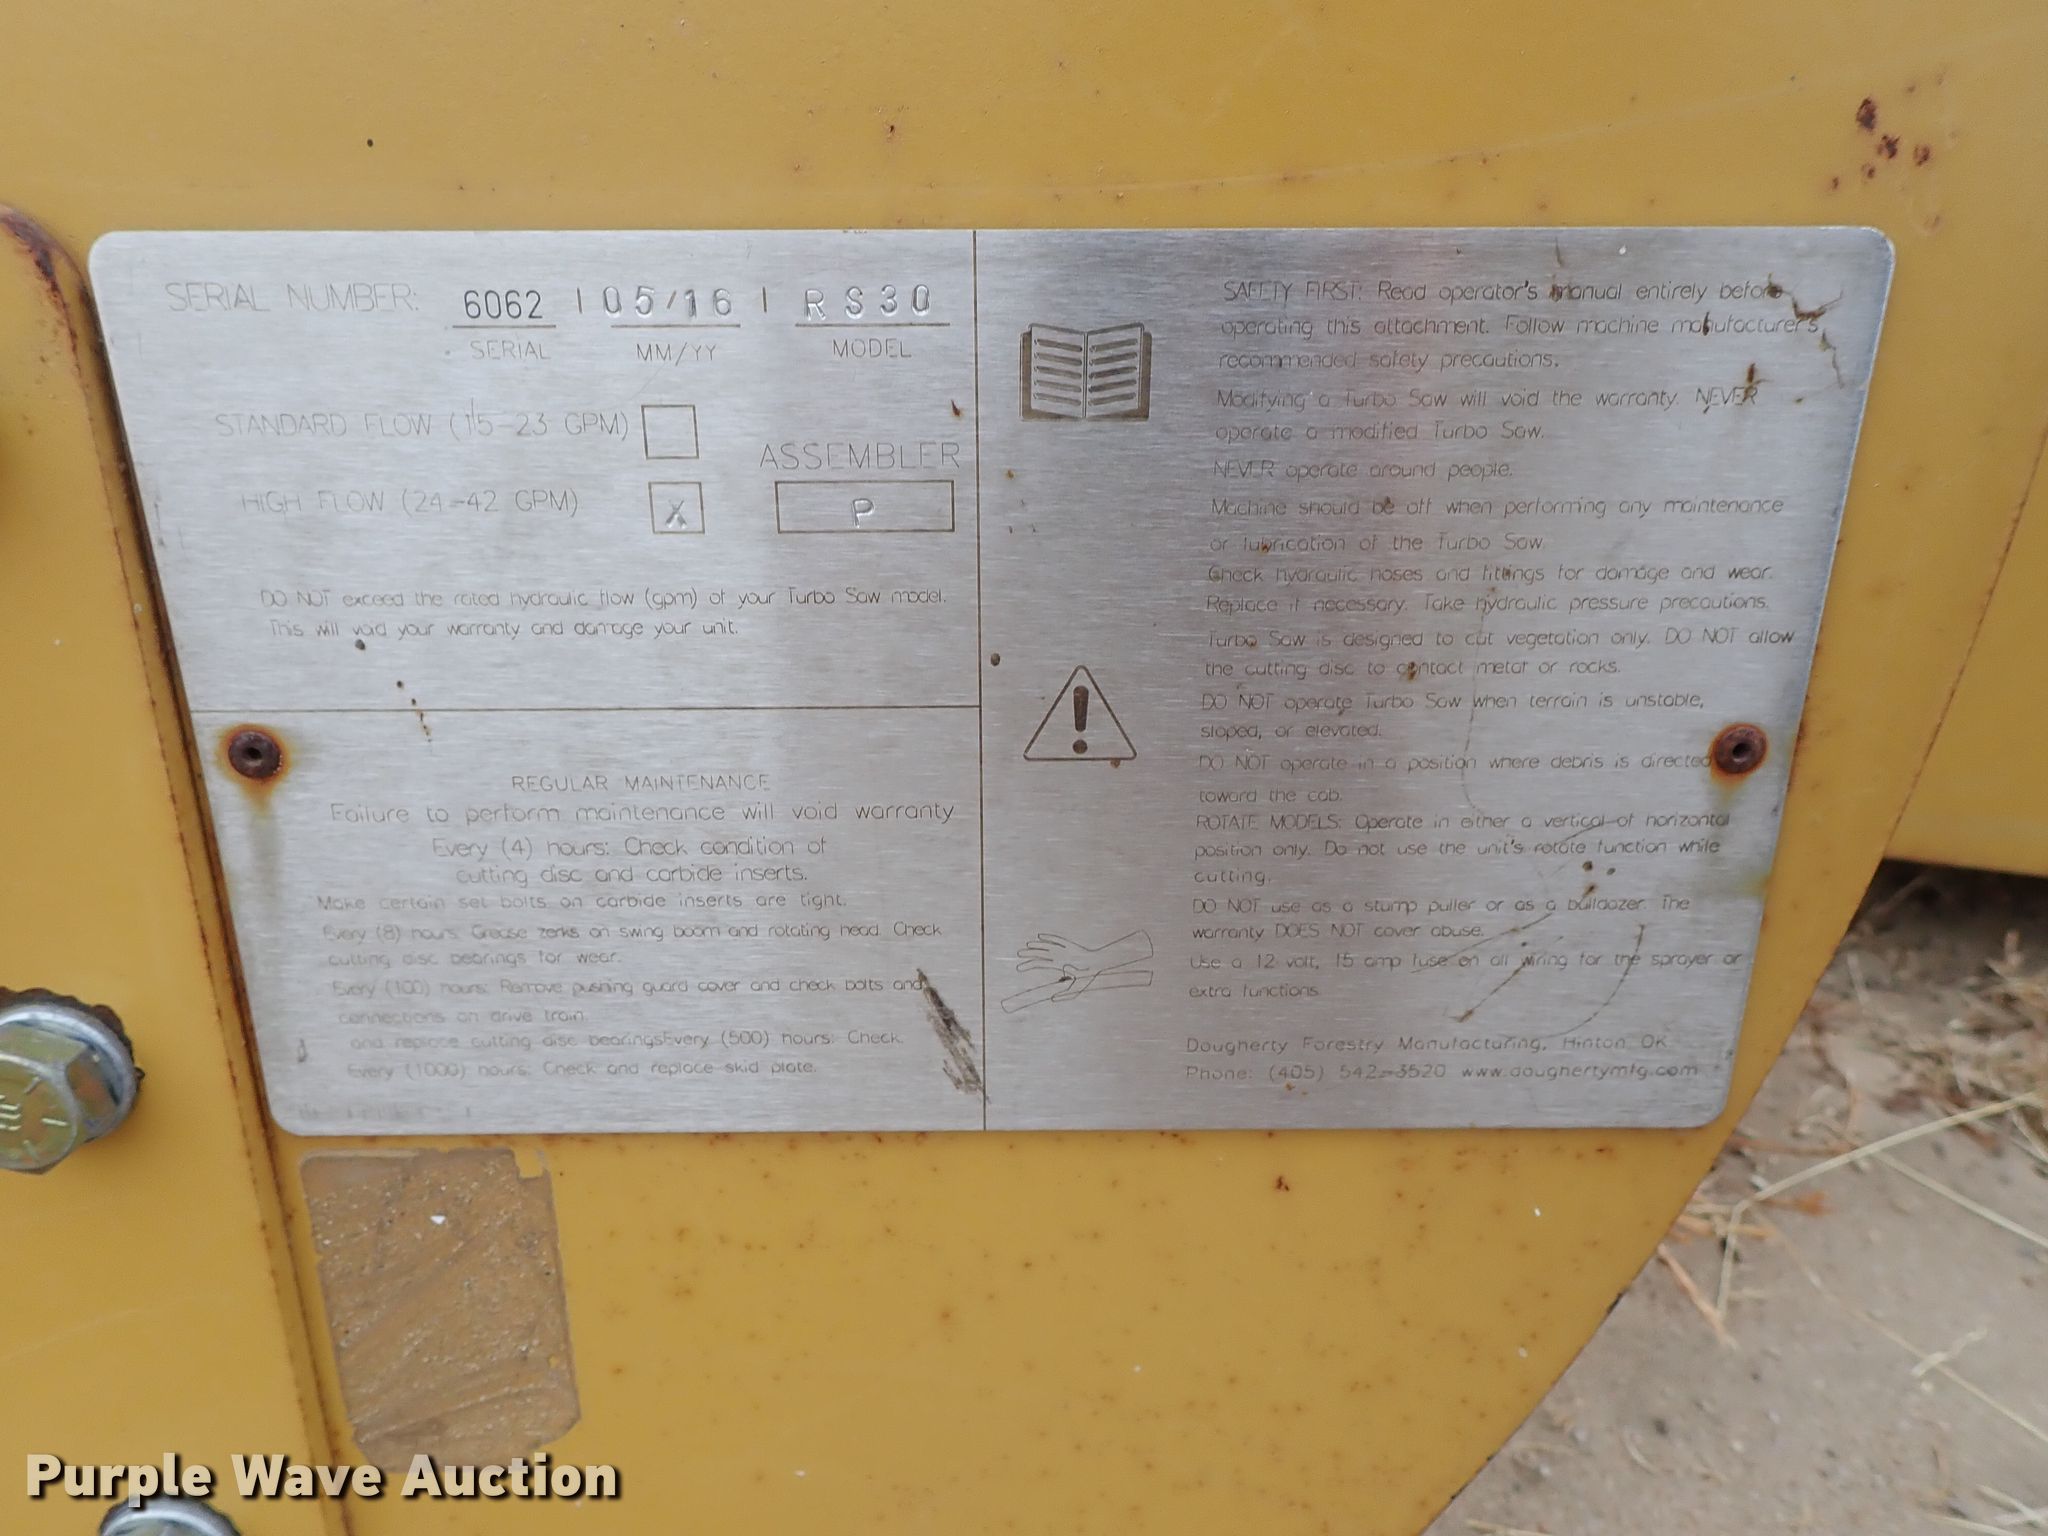 SERIAL NUMBER: 6062 | 05/16 | RS30
SERIAL MM/YY MODEL
STANDARD FLOW (15-23 GPM)
ASSEMBLER
HIGH FLOW (24-42 GPM) X P
DO NOT exceed the rated hydraulic flow (gpm) of your Turbo Saw model.
This will void your warranty and damage your unit.
REGULAR MAINTENANCE
Failure to perform maintenance will void warranty
Every (4) hours: Check condition of
cutting disc and carbide inserts.
Make certain set bolts on carbide inserts are tight.
Every (8) hours: Grease zerks on swing boom and rotating head. Check
cutting disc bearings for wear.
Every (100) hours: Remove pushing guard cover and check bolts and
connections on drive train.
and replace cutting disc bearingsEvery (500) hours: Check
Every (1000) hours: Check and replace skid plate.
SAFETY FIRST: Read operator's manual entirely before
operating this attachment. Follow machine manufacturer's
recommended safety precautions.
Modifying a Turbo Saw will void the warranty. NEVER
operate a modified Turbo Saw.
NEVER operate around people.
Machine should be off when performing any maintenance
or lubrication of the Turbo Saw.
Check hydraulic hoses and fittings for damage and wear.
Replace if necessary. Take hydraulic pressure precautions.
Turbo Saw is designed to cut vegetation only. DO NOT allow
the cutting disc to contact metal or rocks.
DO NOT operate Turbo Saw when terrain is unstable,
sloped, or elevated.
DO NOT operate in a position where debris is directed
toward the cab.
ROTATE MODELS: Operate in either a vertical of horizontal
position only. Do not use the unit's rotate function while
cutting.
DO NOT use as a stump puller or as a bulldozer. The
warranty DOES NOT cover abuse.
Use a 12 volt, 15 amp fuse on all wiring for the sprayer or
extra functions.
Dougherty Forestry Manufacturing, Hinton OK
Phone: (405) 542-3520 www.doughertymfg.com
Purple Wave Auction